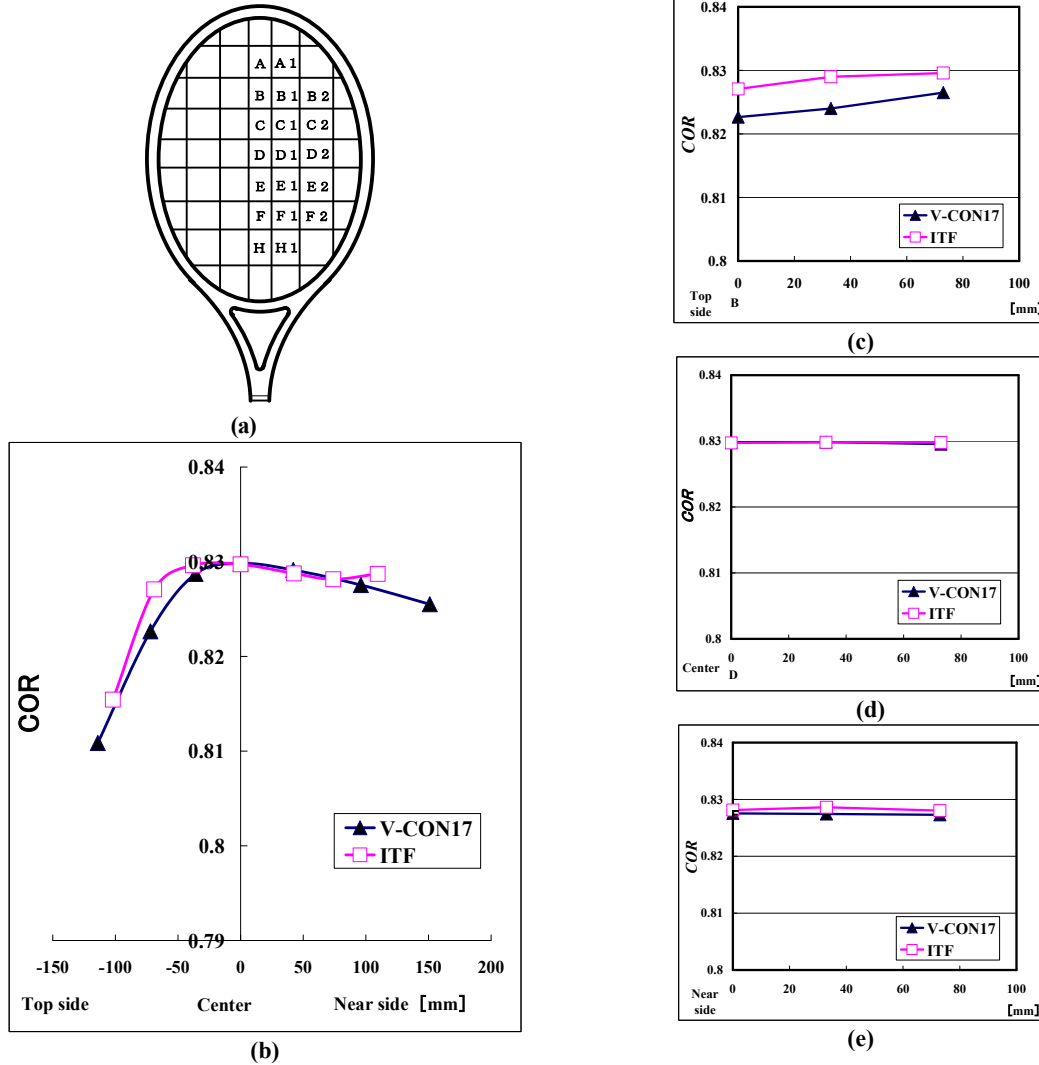 A A1
B B1 B2
C C1 C2
D D1 D2
E E1 E2
F F1 F2
H H1
(a)
0.84
0.83
0.82
0.81
0.8
0.79
COR
V-CON17
ITF
-150 -100 -50 0 50 100 150 200
Top side Center Near side [mm]
(b)
0.84
0.83
0.82
0.81
0.8
COR
V-CON17
ITF
0 20 40 60 80 100
Top side B [mm]
(c)
0.84
0.83
0.82
0.81
0.8
COR
V-CON17
ITF
0 20 40 60 80 100
Center D [mm]
(d)
0.84
0.83
0.82
0.81
0.8
COR
V-CON17
ITF
0 20 40 60 80 100
Near side [mm]
(e)